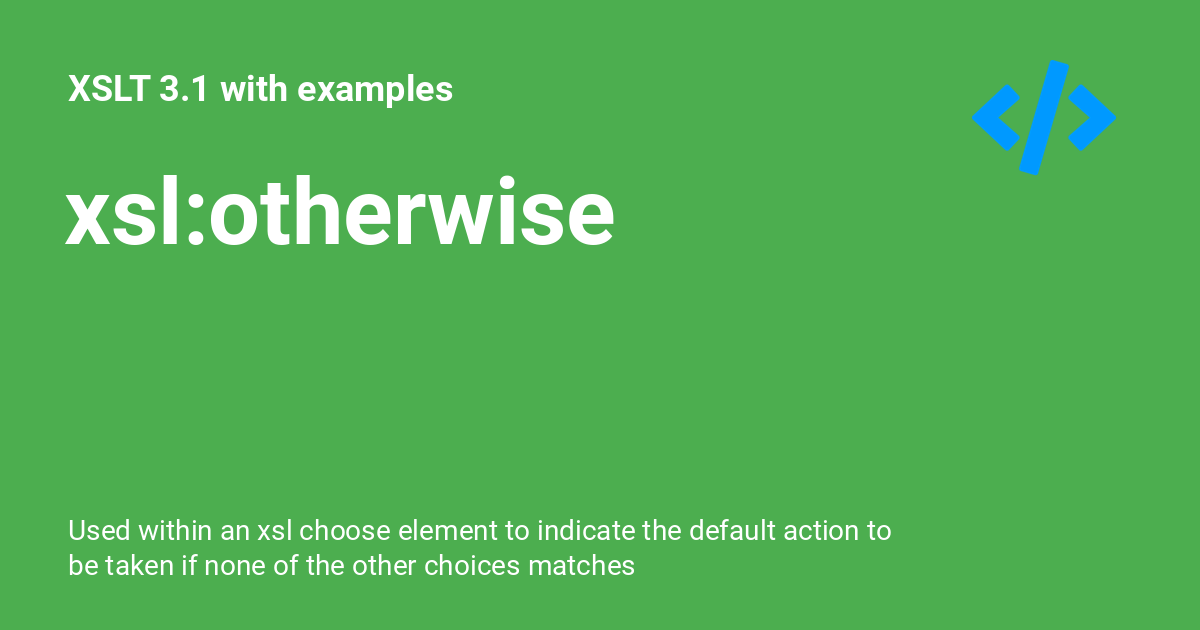 XSLT 3.1 with examples
xsl:otherwise
Used within an xsl choose element to indicate the default action to
be taken if none of the other choices matches